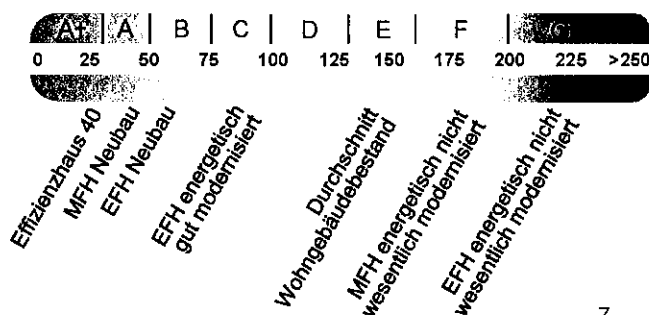 A+ A B C D E F G
0 25 50 75 100 125 150 175 200 225 >250
Effizienzhaus 40
MFH Neubau
EFH Neubau
EFH energetisch
gut modernisiert
Durchschnitt
Wohngebäudebestand
MFH energetisch nicht
wesentlich modernisiert
EFH energetisch nicht
wesentlich modernisiert
7